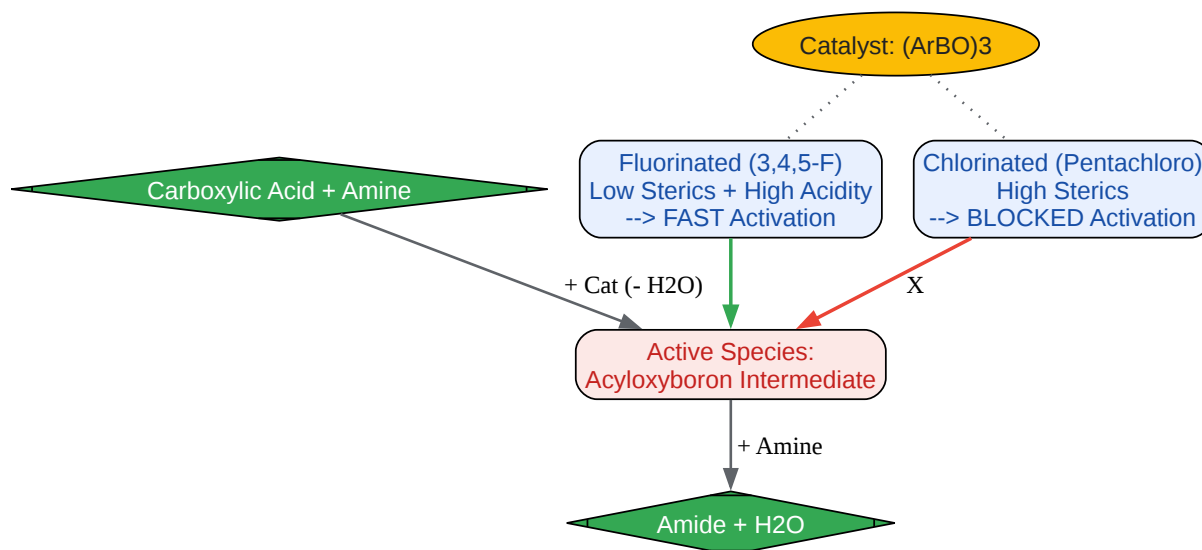 Catalyst: (ArBO)3
Carboxylic Acid + Amine
Fluorinated (3,4,5-F)
Low Sterics + High Acidity
--> FAST Activation
Chlorinated (Pentachloro)
High Sterics
--> BLOCKED Activation
+ Cat (- H2O)
X
Active Species:
Acyloxyboron Intermediate
+ Amine
Amide + H2O